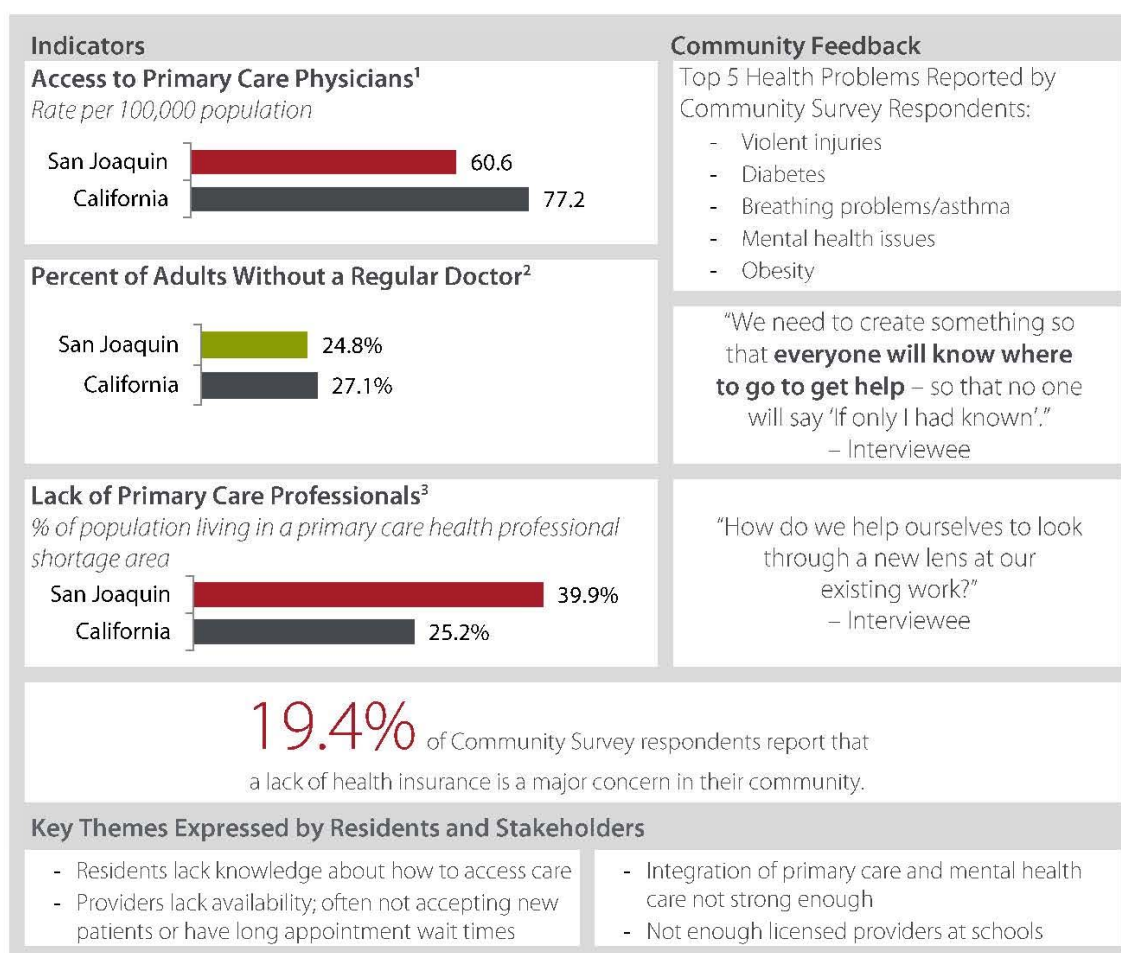 Indicators
Access to Primary Care Physicians¹
Rate per 100,000 population
San Joaquin 60.6
California 77.2
Percent of Adults Without a Regular Doctor²
San Joaquin 24.8%
California 27.1%
Lack of Primary Care Professionals³
% of population living in a primary care health professional
shortage area
San Joaquin 39.9%
California 25.2%
Community Feedback
Top 5 Health Problems Reported by
Community Survey Respondents:
- Violent injuries
- Diabetes
- Breathing problems/asthma
- Mental health issues
- Obesity
“We need to create something so
that everyone will know where
to go to get help – so that no one
will say ‘If only I had known’.”
– Interviewee
“How do we help ourselves to look
through a new lens at our
existing work?”
– Interviewee
19.4% of Community Survey respondents report that
a lack of health insurance is a major concern in their community.
Key Themes Expressed by Residents and Stakeholders
- Residents lack knowledge about how to access care
- Providers lack availability; often not accepting new
patients or have long appointment wait times
- Integration of primary care and mental health
care not strong enough
- Not enough licensed providers at schools